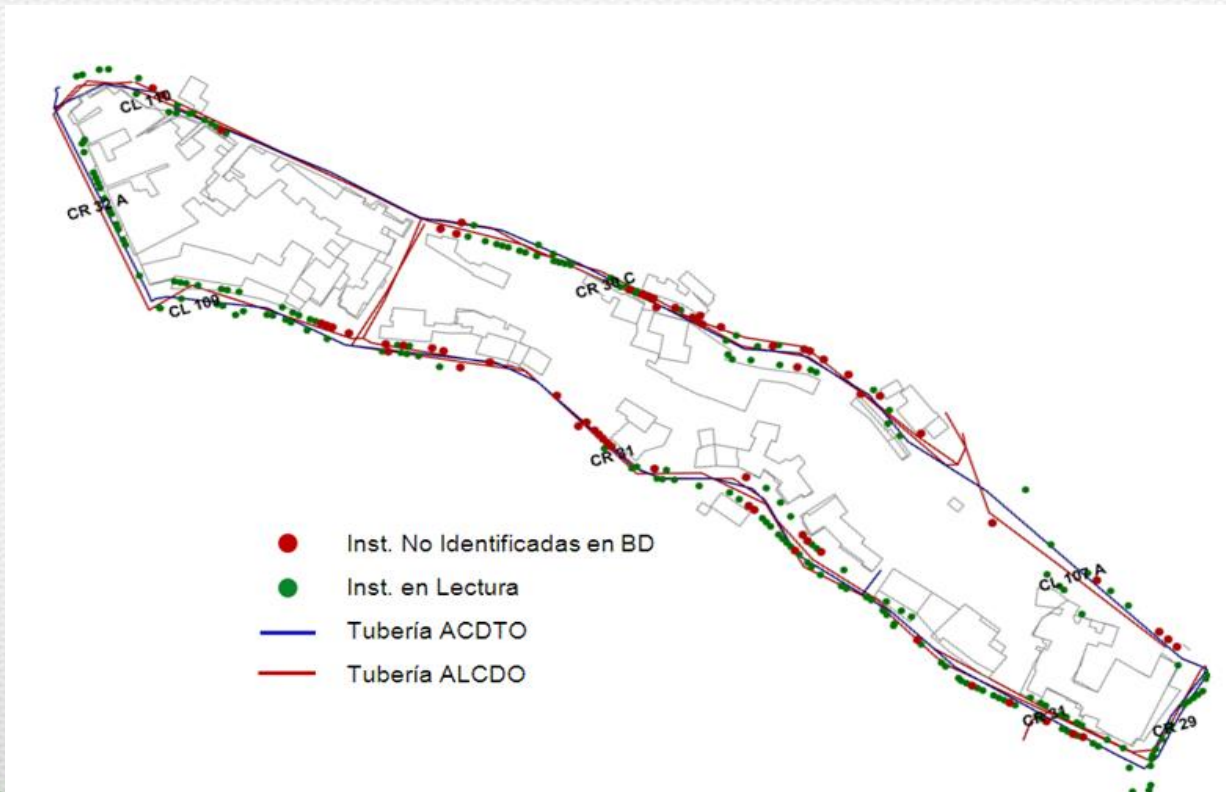 CL 110
CR 32 A
CL 109
CR 30 C
CR 31
Inst. No Identificadas en BD
Inst. en Lectura
Tubería ACDTO
Tubería ALCDO
CL 107 A
CR 31
CR 29